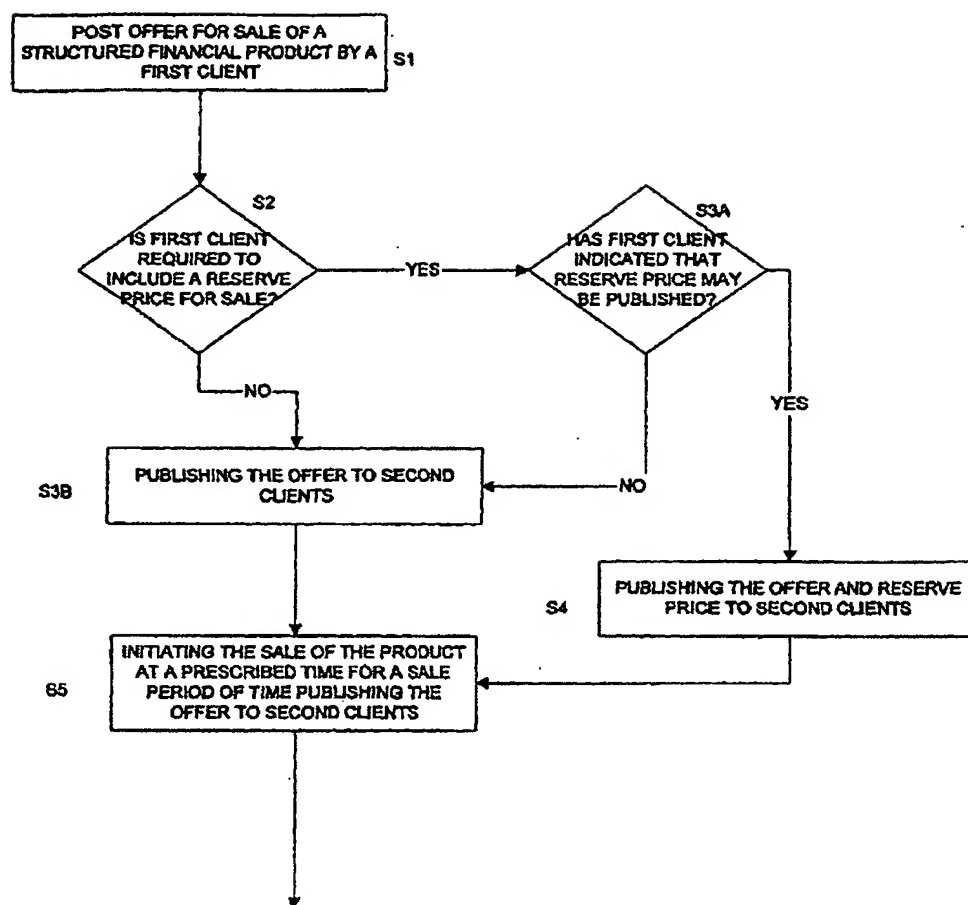 POST OFFER FOR SALE OF A
STRUCTURED FINANCIAL PRODUCT BY A
FIRST CLIENT
S1
S2
IS FIRST CLIENT
REQUIRED TO
INCLUDE A RESERVE
PRICE FOR SALE?
YES
S3A
HAS FIRST CLIENT
INDICATED THAT
RESERVE PRICE MAY
BE PUBLISHED?
NO
YES
NO
S3B
PUBLISHING THE OFFER TO SECOND
CLIENTS
S4
PUBLISHING THE OFFER AND RESERVE
PRICE TO SECOND CLIENTS
S5
INITIATING THE SALE OF THE PRODUCT
AT A PRESCRIBED TIME FOR A SALE
PERIOD OF TIME PUBLISHING THE
OFFER TO SECOND CLIENTS